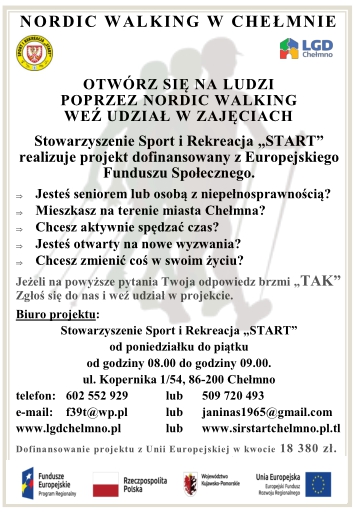 NORDIC WALKING W CHEŁMNIE
LGD
Chełmno
OTWÓRZ SIĘ NA LUDZI
POPRZEZ NORDIC WALKING
WEŹ UDZIAŁ W ZAJĘCIACH
Stowarzyszenie Sport i Rekreacja „START”
realizuje projekt dofinansowany z Europejskiego
Funduszu Społecznego.
⇒ Jesteś seniorem lub osobą z niepełnosprawnością?
⇒ Mieszkasz na terenie miasta Chełmna?
⇒ Chcesz aktywnie spędzać czas?
⇒ Jesteś otwarty na nowe wyzwania?
⇒ Chcesz zmienić coś w swoim życiu?
Jeżeli na powyższe pytania Twoja odpowiedz brzmi „TAK”
Zgłoś się do nas i weź udział w projekcie.
Biuro projektu:
Stowarzyszenie Sport i Rekreacja „START”
od poniedziałku do piątku
od godziny 08.00 do godziny 09.00.
ul. Kopernika 1/54, 86-200 Chełmno
telefon: 602 552 929 lub 509 720 493
e-mail: f39t@wp.pl lub janinas1965@gmail.com
www.lgdchelmno.pl lub www.sirstartchelmno.pl.tl
Dofinansowanie projektu z Unii Europejskiej w kwocie 18 380 zł.
Fundusze
Europejskie
Program Regionalny
Rzeczpospolita
Polska
Województwo
Kujawsko-Pomorskie
Unia Europejska
Europejski Fundusz
Rozwoju Regionalnego